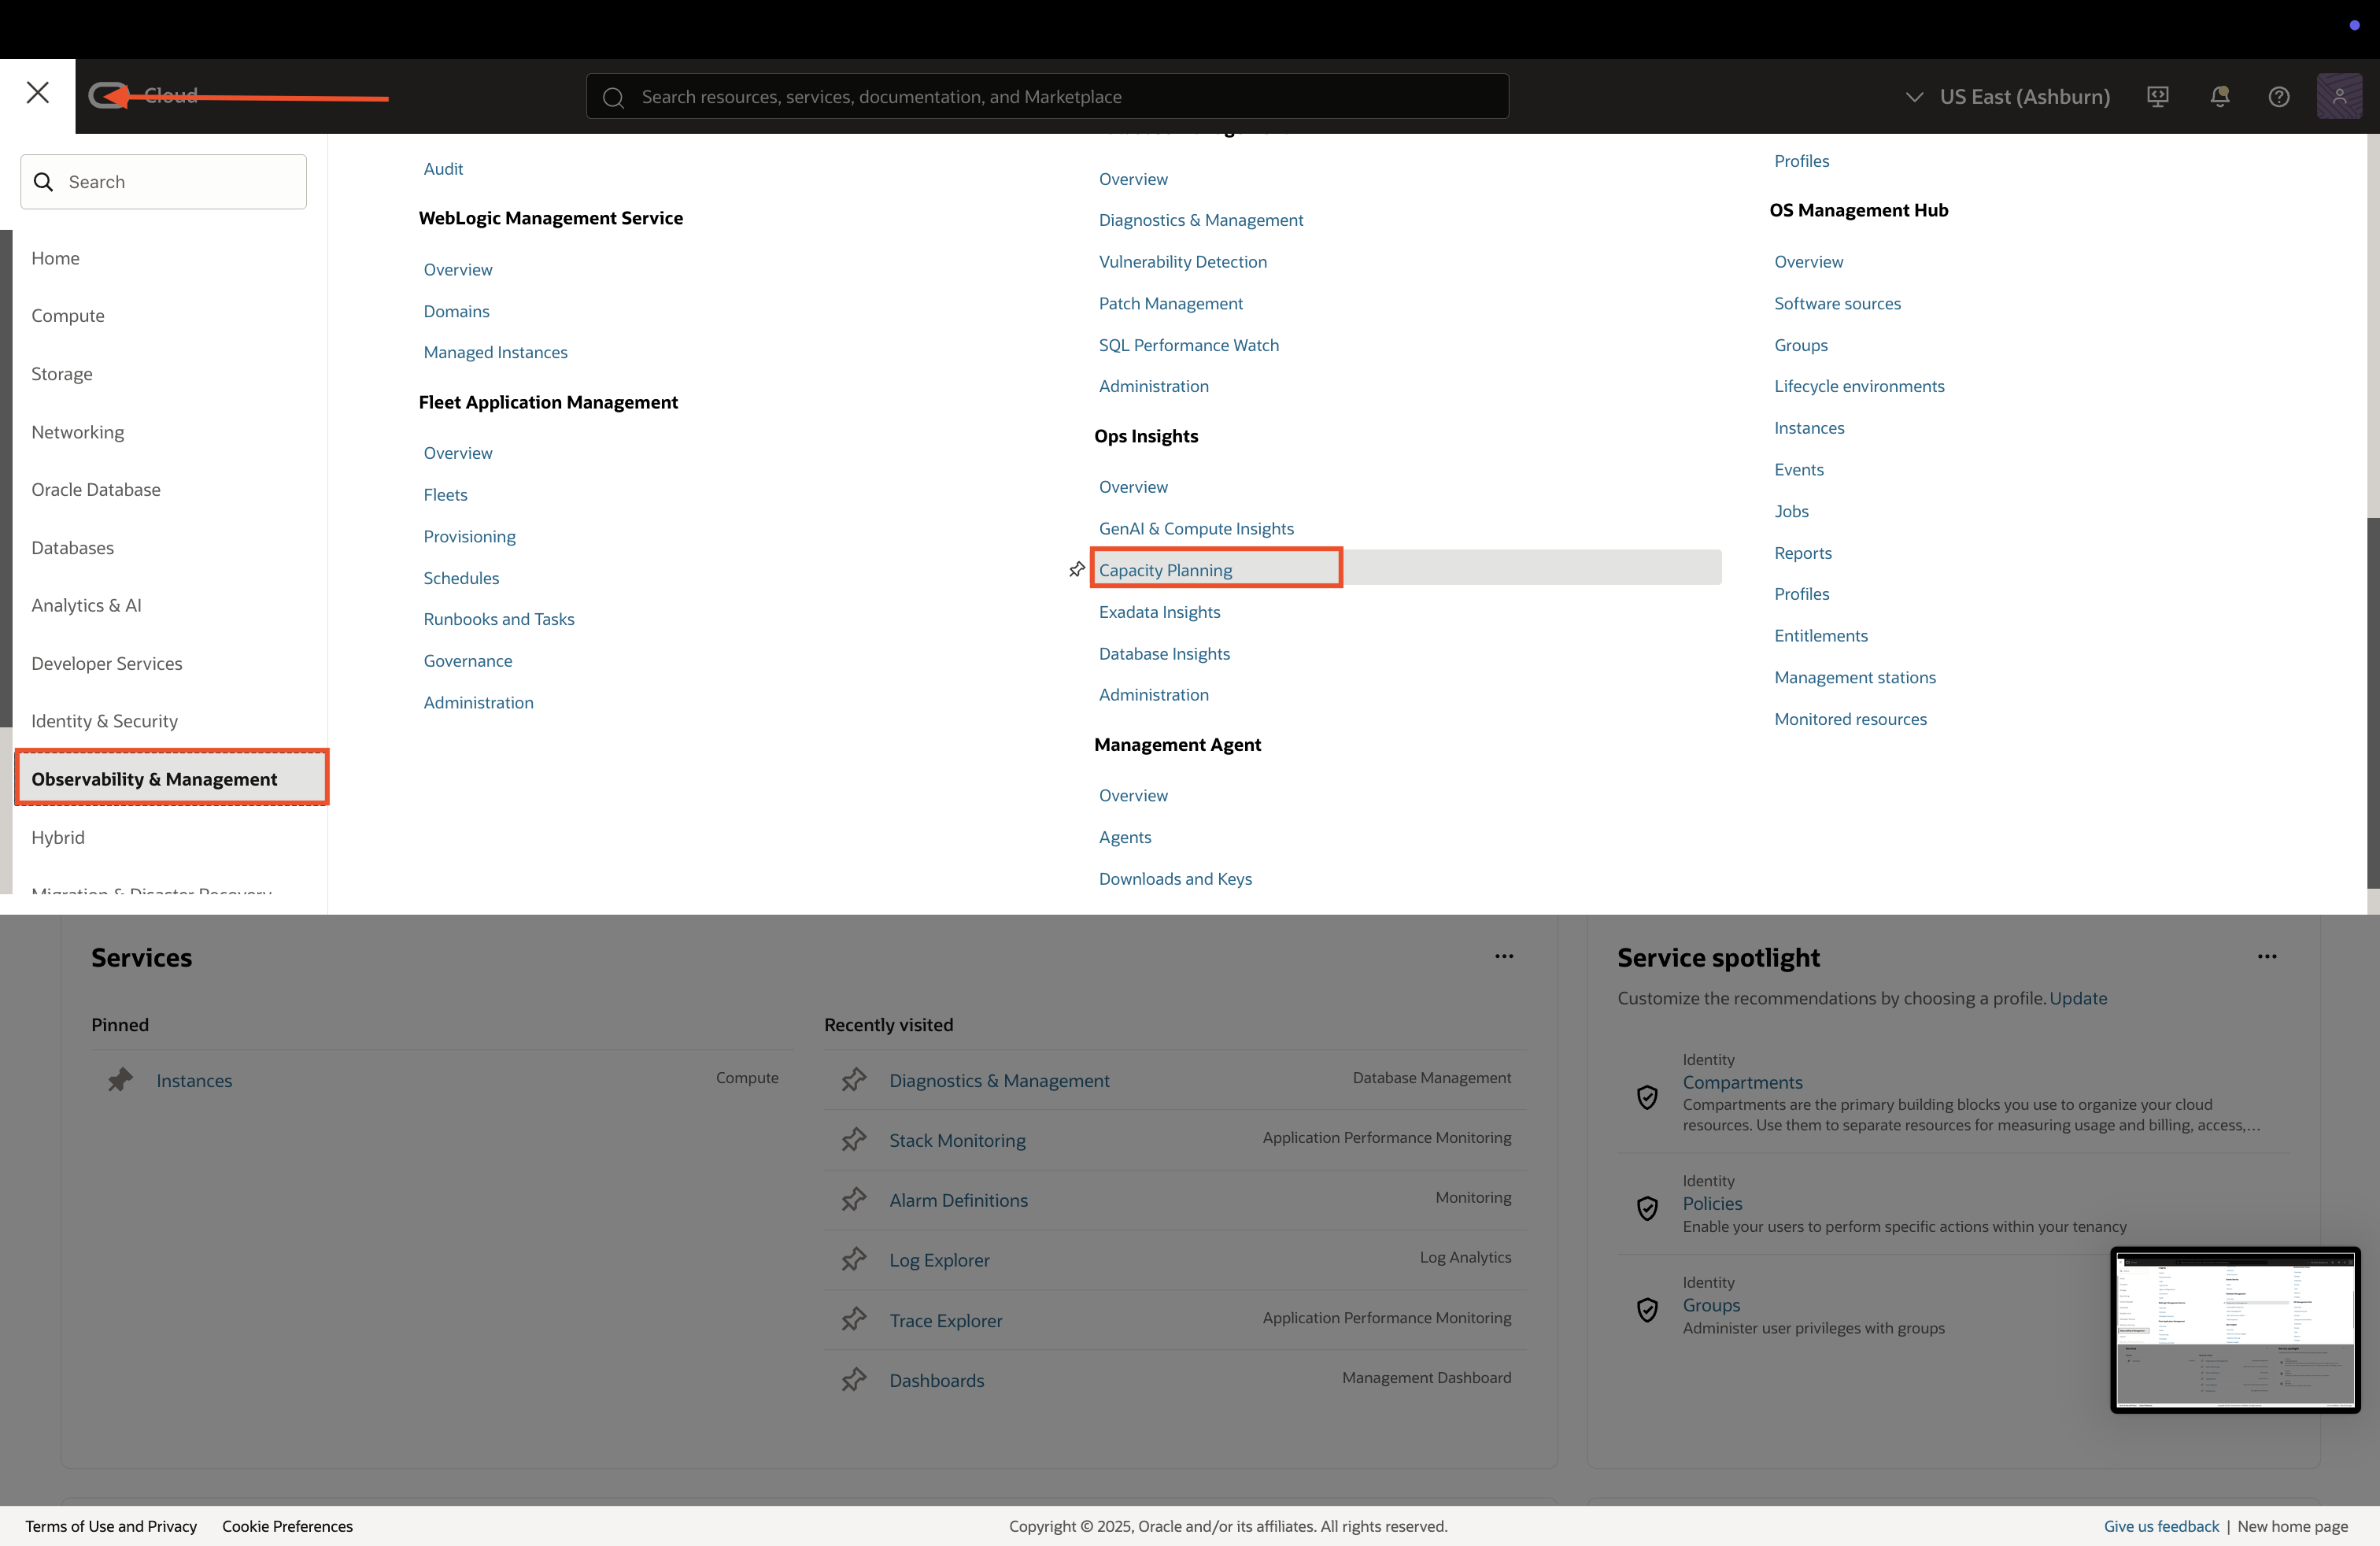 Cloud
Search resources, services, documentation, and Marketplace
US East (Ashburn)
Search
Home
Compute
Storage
Networking
Oracle Database
Databases
Analytics & AI
Developer Services
Identity & Security
Observability & Management
Hybrid
Migration & Disaster Recovery
Audit
WebLogic Management Service
Overview
Domains
Managed Instances
Fleet Application Management
Overview
Fleets
Provisioning
Schedules
Runbooks and Tasks
Governance
Administration
Overview
Diagnostics & Management
Vulnerability Detection
Patch Management
SQL Performance Watch
Administration
Ops Insights
Overview
GenAI & Compute Insights
Capacity Planning
Exadata Insights
Database Insights
Administration
Management Agent
Overview
Agents
Downloads and Keys
Profiles
OS Management Hub
Overview
Software sources
Groups
Lifecycle environments
Instances
Events
Jobs
Reports
Profiles
Entitlements
Management stations
Monitored resources
Services
Pinned
Instances Compute
Recently visited
Diagnostics & Management Database Management
Stack Monitoring Application Performance Monitoring
Alarm Definitions Monitoring
Log Explorer Log Analytics
Trace Explorer Application Performance Monitoring
Dashboards Management Dashboard
Service spotlight
Customize the recommendations by choosing a profile. Update
Identity
Compartments
Compartments are the primary building blocks you use to organize your cloud
resources. Use them to separate resources for measuring usage and billing, access,...
Identity
Policies
Enable your users to perform specific actions within your tenancy
Identity
Groups
Administer user privileges with groups
Terms of Use and Privacy Cookie Preferences
Copyright © 2025, Oracle and/or its affiliates. All rights reserved.
Give us feedback | New home page